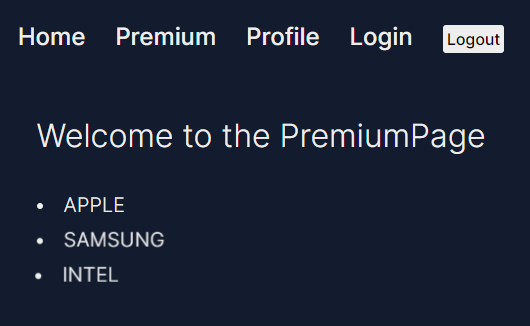 Home Premium Profile Login Logout
Welcome to the PremiumPage
• APPLE
• SAMSUNG
• INTEL